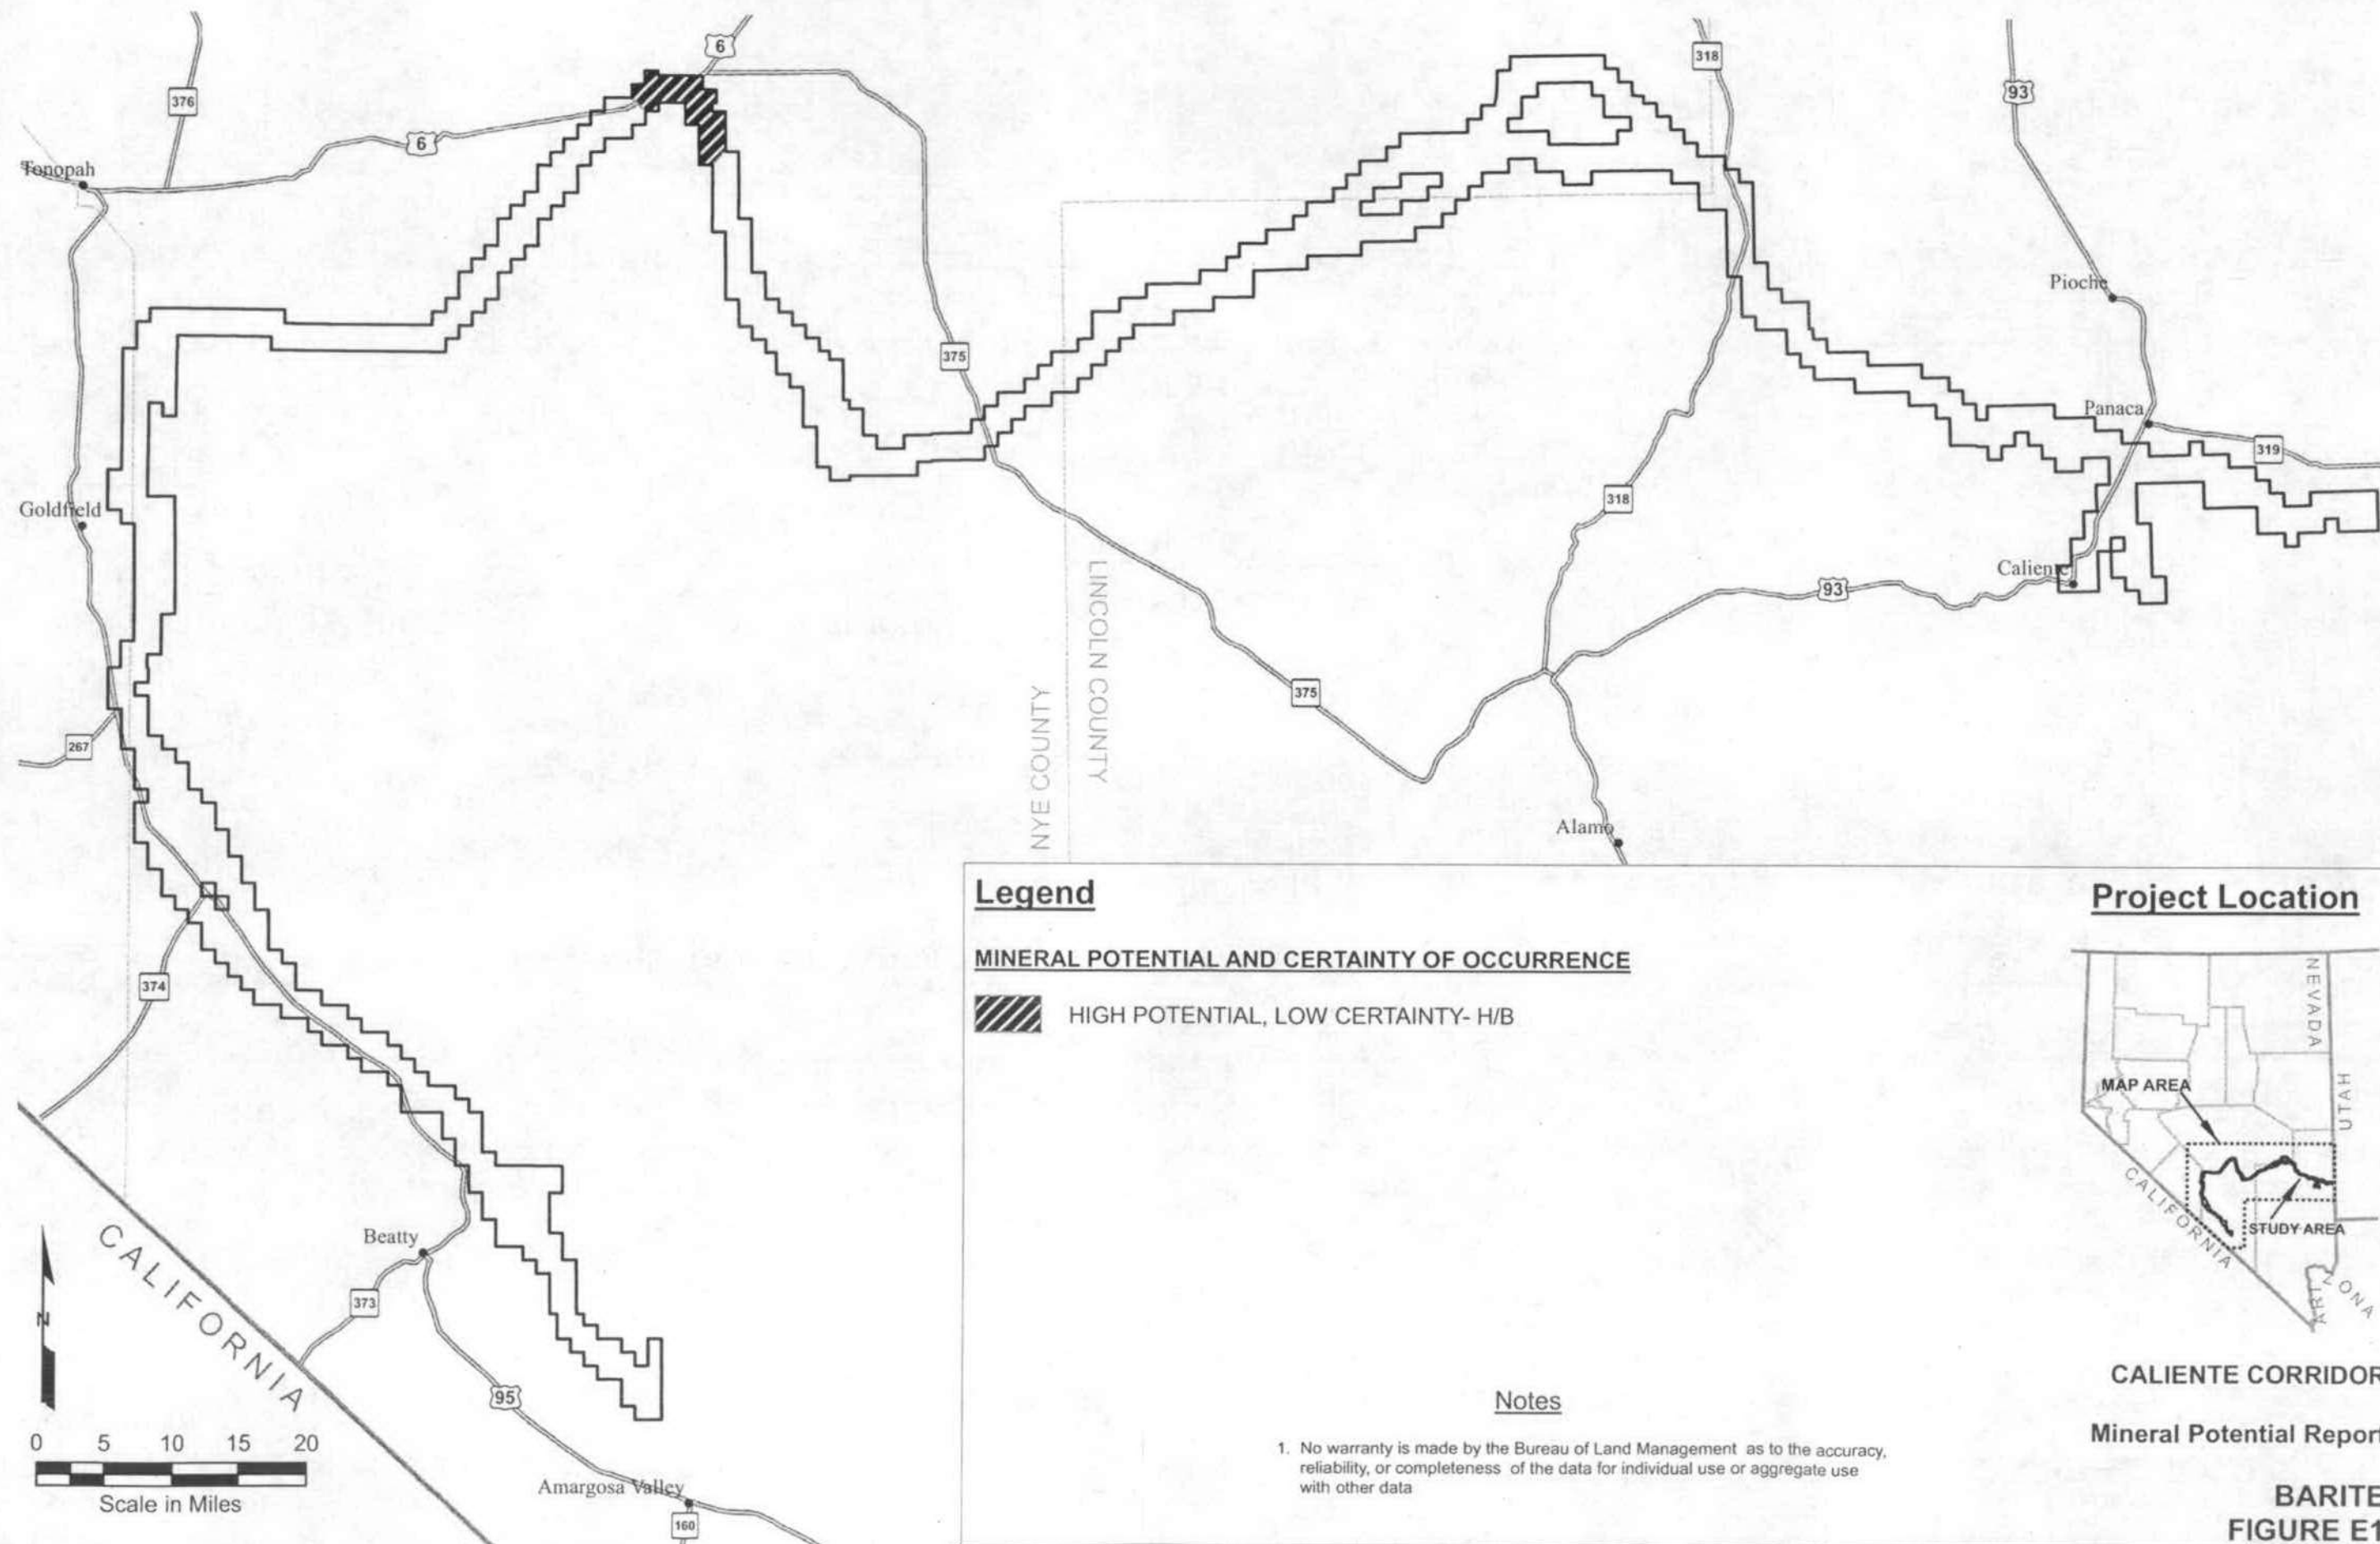 6
318
376
93
6
Tonopah
Pioche
375
Panaca
319
318
Goldfield
Caliente
93
LINCOLN COUNTY
NYE COUNTY
375
267
Alamo
374
Beatty
373
CALIFORNIA
95
Amargosa Valley
160
N
0 5 10 15 20
Scale in Miles
Legend
MINERAL POTENTIAL AND CERTAINTY OF OCCURRENCE
HIGH POTENTIAL, LOW CERTAINTY- H/B
Notes
1. No warranty is made by the Bureau of Land Management as to the accuracy,
reliability, or completeness of the data for individual use or aggregate use
with other data
Project Location
NEVADA
UTAH
MAP AREA
STUDY AREA
CALIFORNIA
ARIZONA
CALIENTE CORRIDOR
Mineral Potential Report
BARITE
FIGURE E1